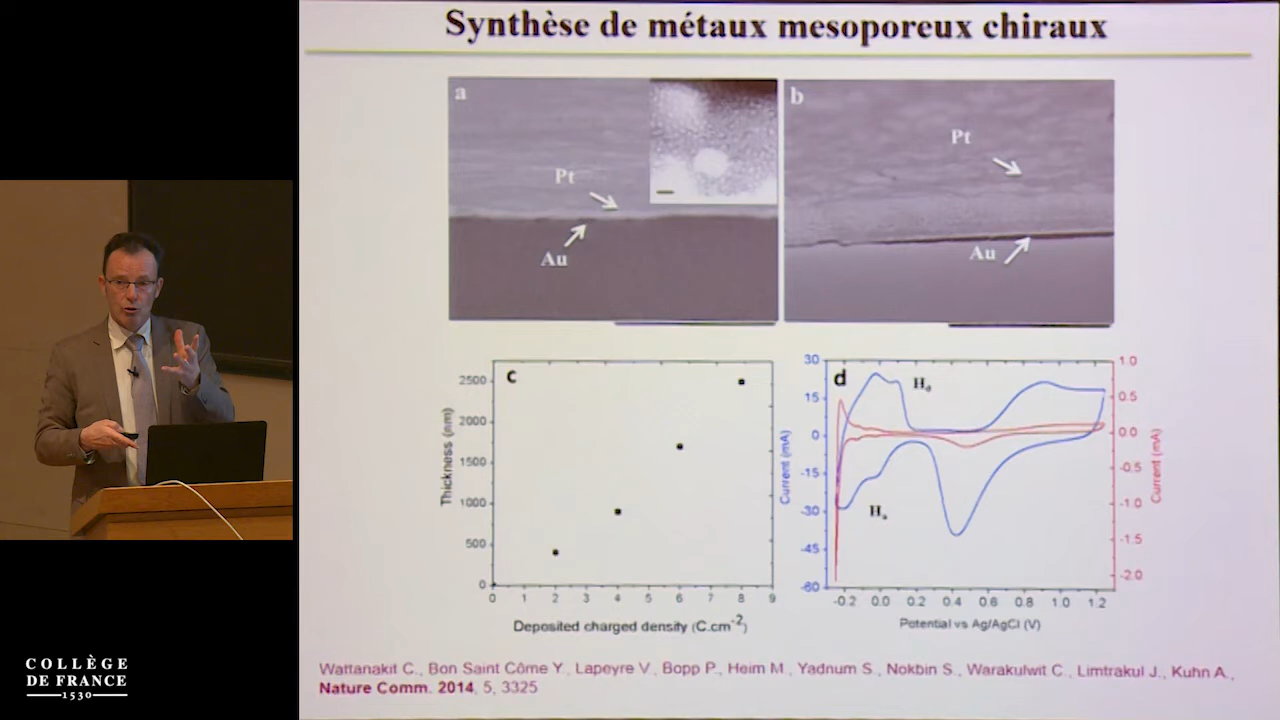 Synthèse de métaux mesoporeux chiraux
a
Pt
Au
b
Pt
Au
c
2500
2000
1500
1000
500
0
Thickness (nm)
0 1 2 3 4 5 6 7 8 9
Deposited charged density (C.cm-2)
d
Hd
Ha
30
15
0
-15
-30
-45
-60
Current (mA)
1.0
0.5
0.0
-0.5
-1.0
-1.5
-2.0
Current (mA)
-0.2 0.0 0.2 0.4 0.6 0.8 1.0 1.2
Potential vs Ag/AgCl (V)
Wattanakit C., Bon Saint Côme Y., Lapeyre V., Bopp P., Heim M., Yadnum S., Nokbin S., Warakulwit C., Limtrakul J., Kuhn A.,
Nature Comm. 2014, 5, 3325
COLLÈGE
DE FRANCE
1530